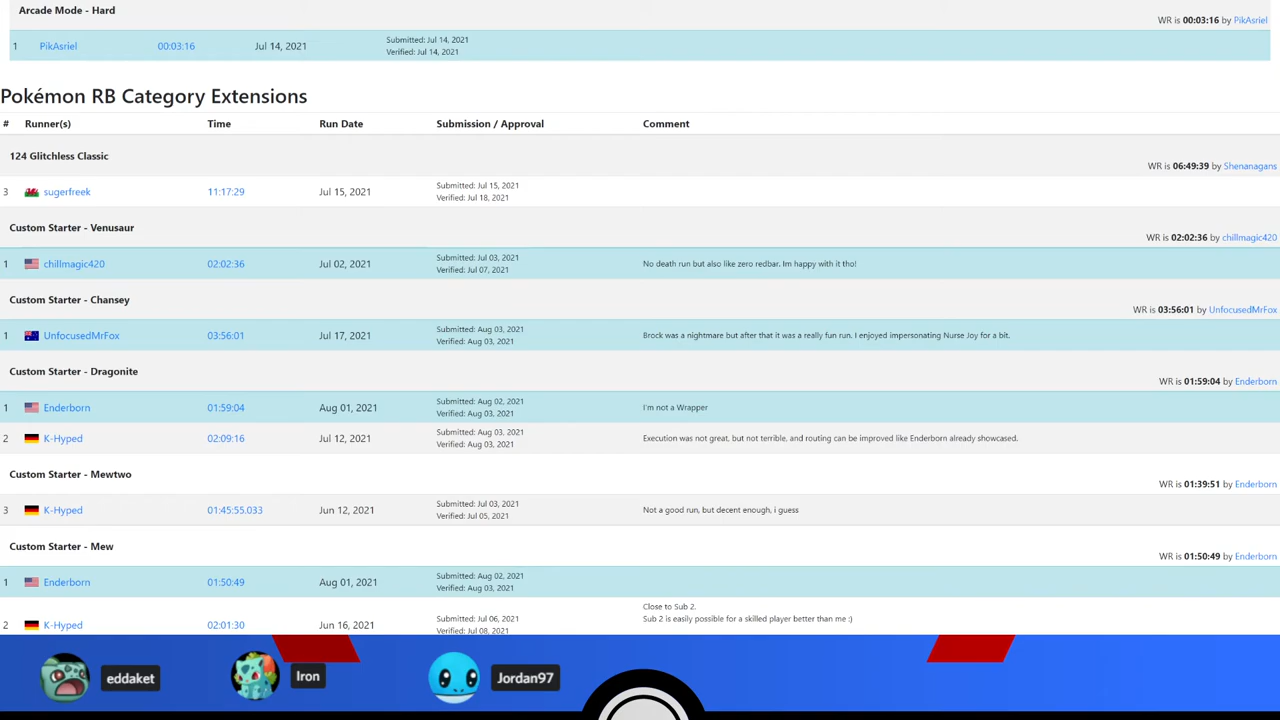 Arcade Mode - Hard
WR is 00:03:16 by PikAsriel
1 PikAsriel 00:03:16 Jul 14, 2021 Submitted: Jul 14, 2021
Verified: Jul 14, 2021
Pokémon RB Category Extensions
# Runner(s) Time Run Date Submission / Approval Comment
124 Glitchless Classic
WR is 06:49:39 by Shenanagans
3 sugerfreek 11:17:29 Jul 15, 2021 Submitted: Jul 15, 2021
Verified: Jul 18, 2021
Custom Starter - Venusaur
WR is 02:02:36 by chillmagic420
1 chillmagic420 02:02:36 Jul 02, 2021 Submitted: Jul 03, 2021
Verified: Jul 07, 2021
No death run but also like zero redbar. Im happy with it tho!
Custom Starter - Chansey
WR is 03:56:01 by UnfocusedMrFox
1 UnfocusedMrFox 03:56:01 Jul 17, 2021 Submitted: Aug 03, 2021
Verified: Aug 03, 2021
Brock was a nightmare but after that it was a really fun run. I enjoyed impersonating Nurse Joy for a bit.
Custom Starter - Dragonite
WR is 01:59:04 by Enderborn
1 Enderborn 01:59:04 Aug 01, 2021 Submitted: Aug 02, 2021
Verified: Aug 03, 2021
I'm not a Wrapper
2 K-Hyped 02:09:16 Jul 12, 2021 Submitted: Aug 03, 2021
Verified: Aug 03, 2021
Execution was not great, but not terrible, and routing can be improved like Enderborn already showcased.
Custom Starter - Mewtwo
WR is 01:39:51 by Enderborn
3 K-Hyped 01:45:55.033 Jun 12, 2021 Submitted: Jul 03, 2021
Verified: Jul 05, 2021
Not a good run, but decent enough, i guess
Custom Starter - Mew
WR is 01:50:49 by Enderborn
1 Enderborn 01:50:49 Aug 01, 2021 Submitted: Aug 02, 2021
Verified: Aug 03, 2021
2 K-Hyped 02:01:30 Jun 16, 2021 Submitted: Jul 06, 2021
Verified: Jul 08, 2021
Close to Sub 2.
Sub 2 is easily possible for a skilled player better than me :)
eddaket Iron Jordan97